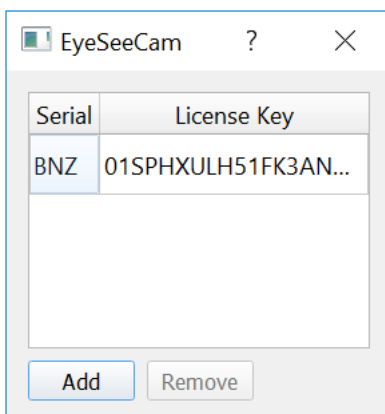 EyeSeeCam ?
Serial License Key
BNZ 01SPHXULH51FK3AN...
Add Remove